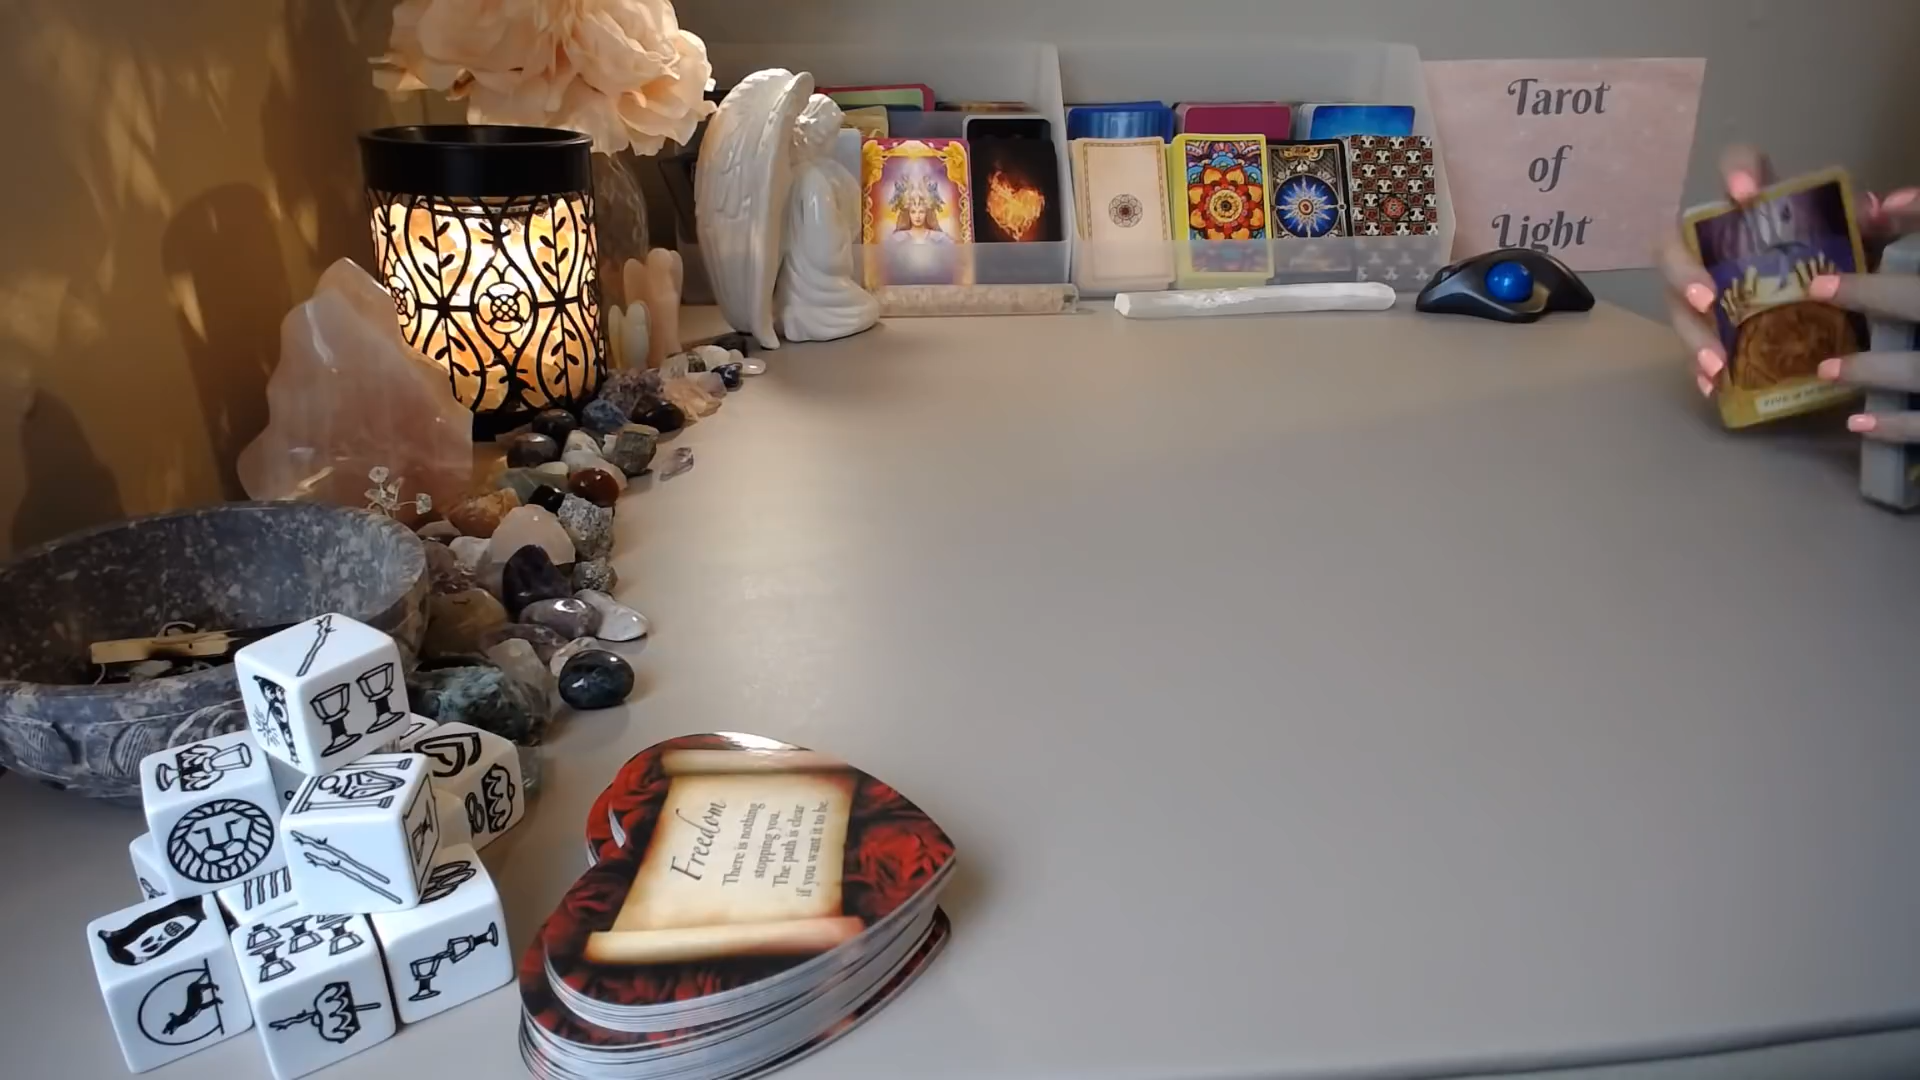 Tarot
of
Light
Freedom
There is nothing
stopping you.
The path is clear
if you want it to be.